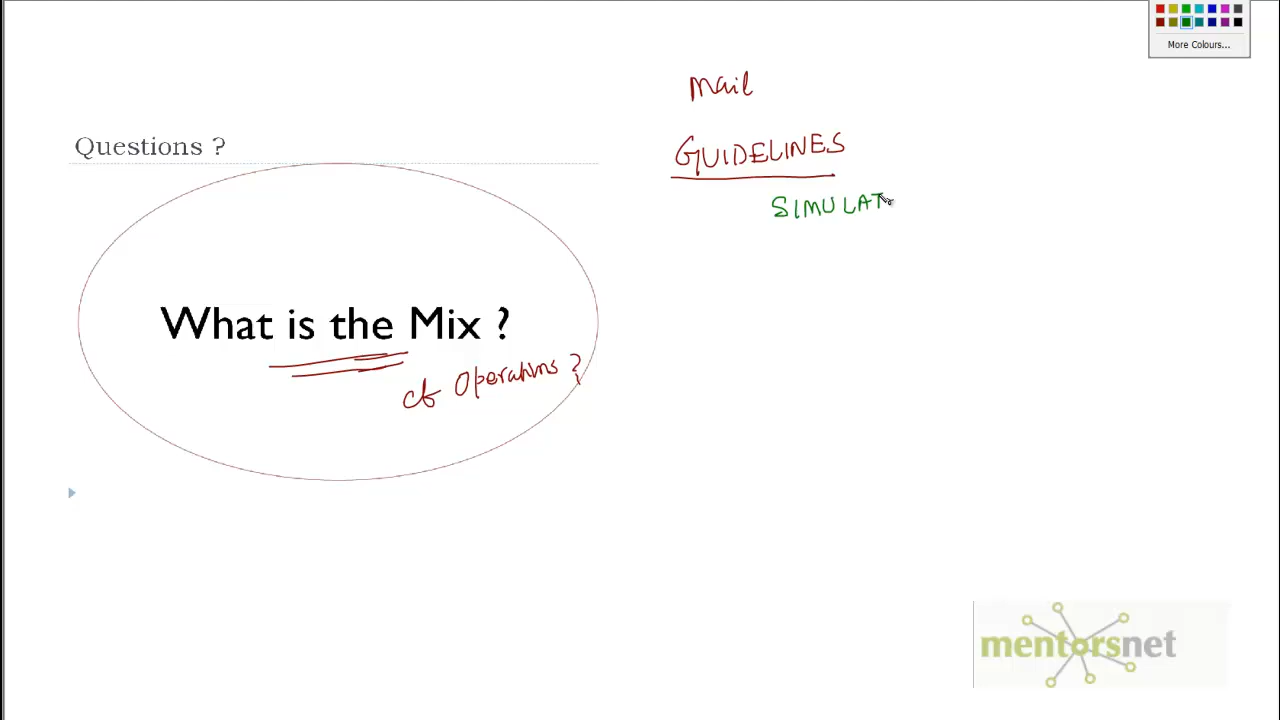 More Colours...
Mail
Questions ?
GUIDELINES
SIMULAT
What is the Mix ?
of Operations ?
mentorsnet